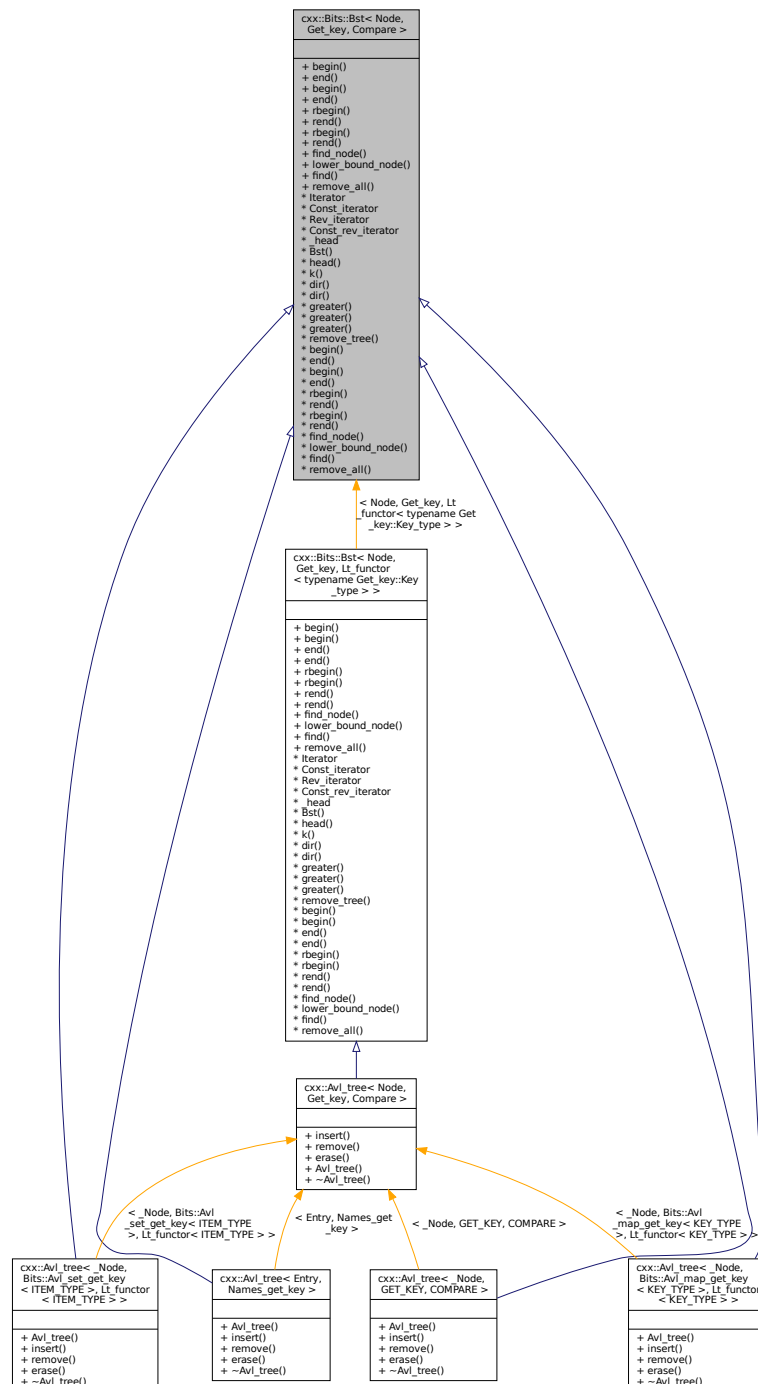 cxx::Bits::Bst< Node,
Get_key, Compare >
+ begin()
+ end()
+ begin()
+ end()
+ rbegin()
+ rend()
+ rbegin()
+ rend()
+ find_node()
+ lower_bound_node()
+ find()
+ remove_all()
* Iterator
* Const_iterator
* Rev_iterator
* Const_rev_iterator
* _head
* Bst()
* head()
* k()
* dir()
* dir()
* greater()
* greater()
* greater()
* remove_tree()
* begin()
* end()
* begin()
* end()
* rbegin()
* rend()
* rbegin()
* rend()
* find_node()
* lower_bound_node()
* find()
* remove_all()
< Node, Get_key, Lt
_functor< typename Get
_key::Key_type > >
cxx::Bits::Bst< Node,
Get_key, Lt_functor
< typename Get_key::Key
_type > >
+ begin()
+ begin()
+ end()
+ end()
+ rbegin()
+ rbegin()
+ rend()
+ rend()
+ find_node()
+ lower_bound_node()
+ find()
+ remove_all()
* Iterator
* Const_iterator
* Rev_iterator
* Const_rev_iterator
* _head
* Bst()
* head()
* k()
* dir()
* dir()
* greater()
* greater()
* greater()
* remove_tree()
* begin()
* begin()
* end()
* end()
* rbegin()
* rbegin()
* rend()
* rend()
* find_node()
* lower_bound_node()
* find()
* remove_all()
cxx::Avl_tree< Node,
Get_key, Compare >
+ insert()
+ remove()
+ erase()
+ Avl_tree()
+ ~Avl_tree()
< _Node, Bits::Avl
_set_get_key< ITEM_TYPE
>, Lt_functor< ITEM_TYPE > >
< Entry, Names_get
_key >
< _Node, GET_KEY, COMPARE >
< _Node, Bits::Avl
_map_get_key< KEY_TYPE
>, Lt_functor< KEY_TYPE > >
cxx::Avl_tree< _Node,
Bits::Avl_set_get_key
< ITEM_TYPE >, Lt_functor
< ITEM_TYPE > >
+ Avl_tree()
+ insert()
+ remove()
+ erase()
+ ~Avl_tree()
cxx::Avl_tree< Entry,
Names_get_key >
+ Avl_tree()
+ insert()
+ remove()
+ erase()
+ ~Avl_tree()
cxx::Avl_tree< _Node,
GET_KEY, COMPARE >
+ Avl_tree()
+ insert()
+ remove()
+ erase()
+ ~Avl_tree()
cxx::Avl_tree< _Node,
Bits::Avl_map_get_key
< KEY_TYPE >, Lt_functor
< KEY_TYPE > >
+ Avl_tree()
+ insert()
+ remove()
+ erase()
+ ~Avl_tree()